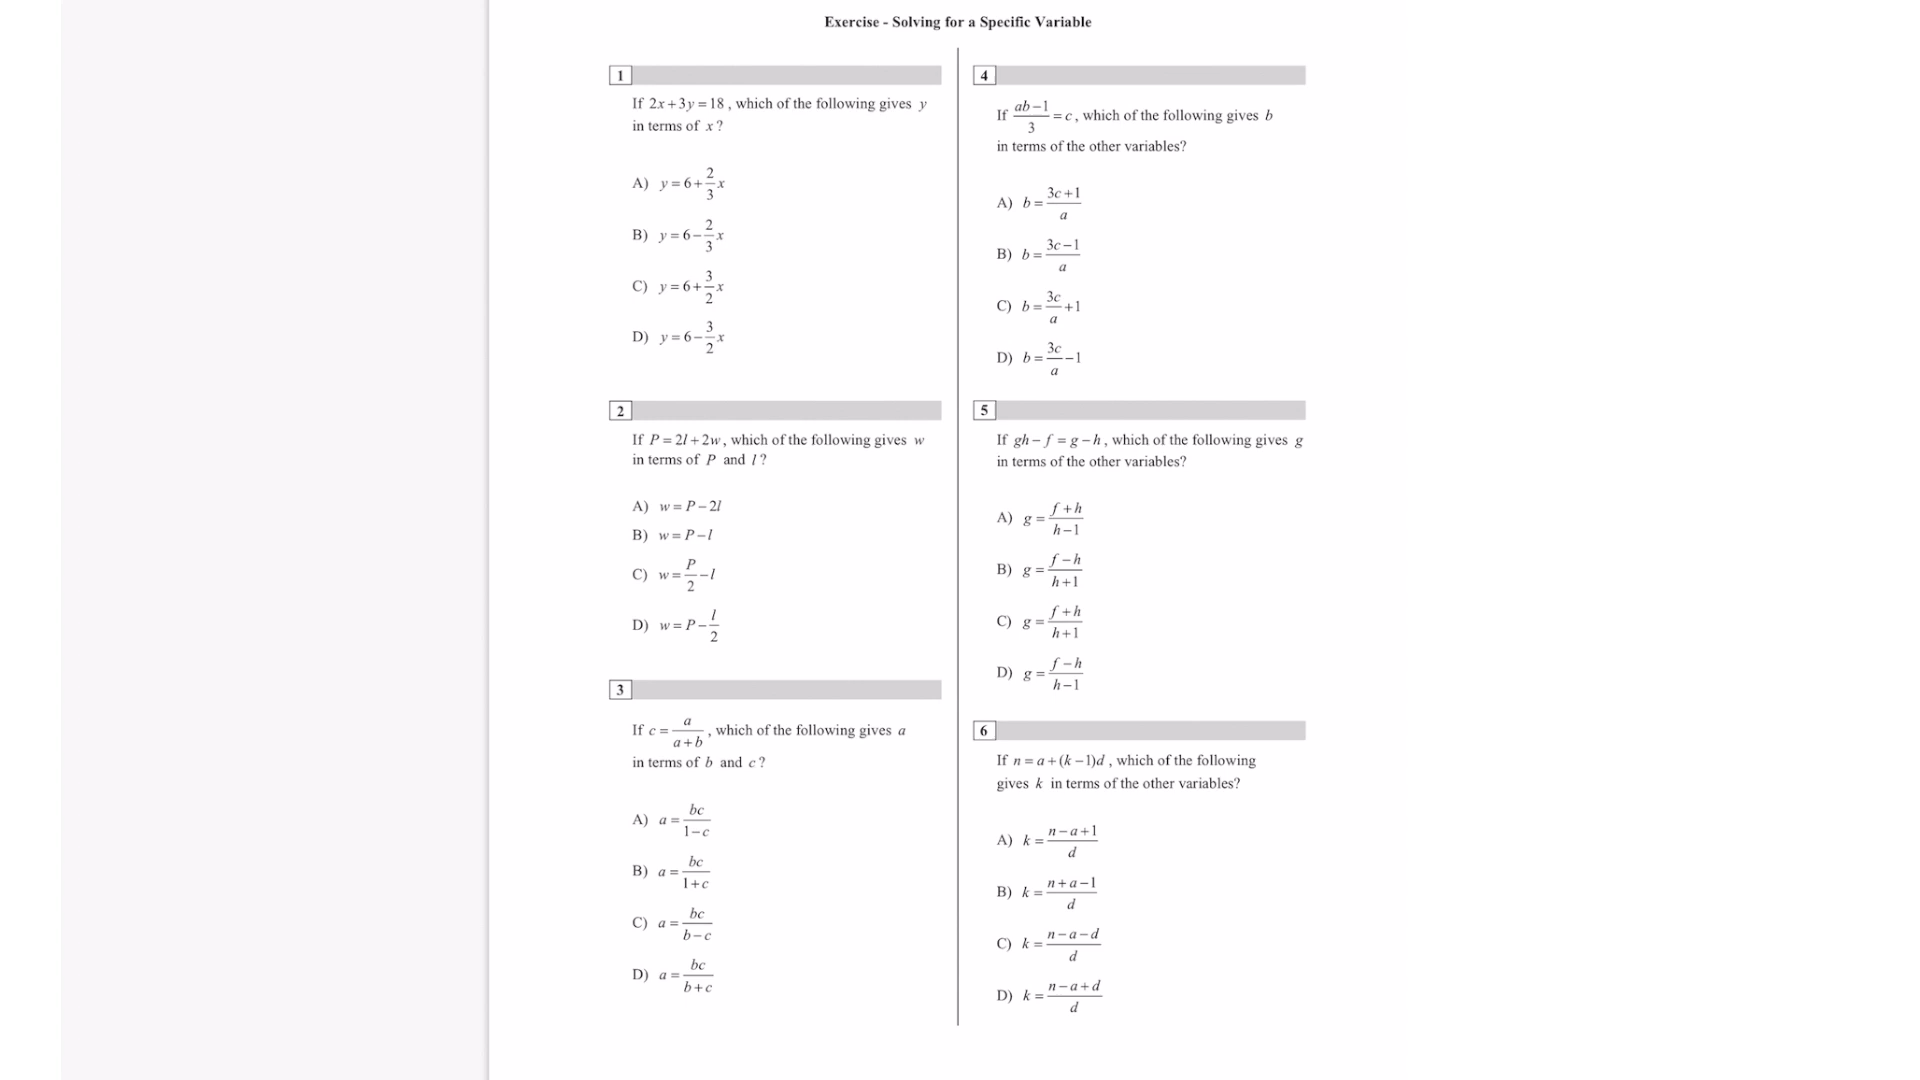 Exercise - Solving for a Specific Variable
1
If 2x+3y=18, which of the following gives y
in terms of x?
A) y=6+2/3x
B) y=6−2/3x
C) y=6+3/2x
D) y=6−3/2x
2
If P=2l+2w, which of the following gives w
in terms of P and l?
A) w=P−2l
B) w=P−l
C) w=P/2−l
D) w=P−l/2
3
If c=a/(a+b), which of the following gives a
in terms of b and c?
A) a=bc/(1−c)
B) a=bc/(1+c)
C) a=bc/(b−c)
D) a=bc/(b+c)
4
If (ab−1)/3=c, which of the following gives b
in terms of the other variables?
A) b=(3c+1)/a
B) b=(3c−1)/a
C) b=3c/a+1
D) b=3c/a−1
5
If gh−f=g−h, which of the following gives g
in terms of the other variables?
A) g=(f+h)/(h−1)
B) g=(f−h)/(h+1)
C) g=(f+h)/(h+1)
D) g=(f−h)/(h−1)
6
If n=a+(k−1)d, which of the following
gives k in terms of the other variables?
A) k=(n−a+1)/d
B) k=(n+a−1)/d
C) k=(n−a−d)/d
D) k=(n−a+d)/d